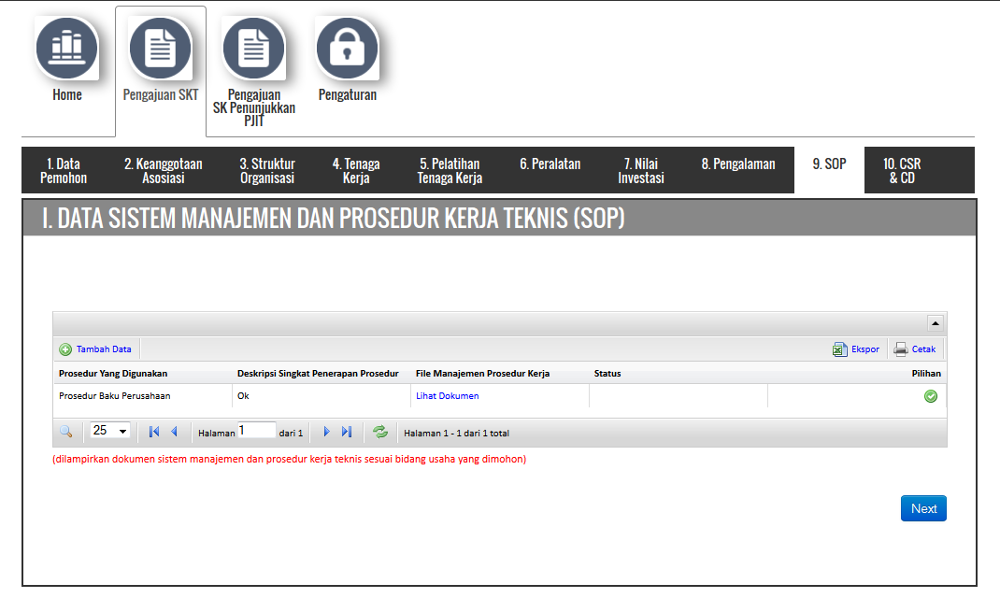 Home
Pengajuan SKT
Pengajuan
SK Penunjukkan
PJIT
Pengaturan
1. Data
Pemohon
2. Keanggotaan
Asosiasi
3. Struktur
Organisasi
4. Tenaga
Kerja
5. Pelatihan
Tenaga Kerja
6. Peralatan
7. Nilai
Investasi
8. Pengalaman
9. SOP
10. CSR
& CD
I. DATA SISTEM MANAJEMEN DAN PROSEDUR KERJA TEKNIS (SOP)
Tambah Data
Ekspor
Cetak
Prosedur Yang Digunakan
Deskripsi Singkat Penerapan Prosedur
File Manajemen Prosedur Kerja
Status
Pilihan
Prosedur Baku Perusahaan
Ok
Lihat Dokumen
25
Halaman 1 dari 1
Halaman 1 - 1 dari 1 total
(dilampirkan dokumen sistem manajemen dan prosedur kerja teknis sesuai bidang usaha yang dimohon)
Next